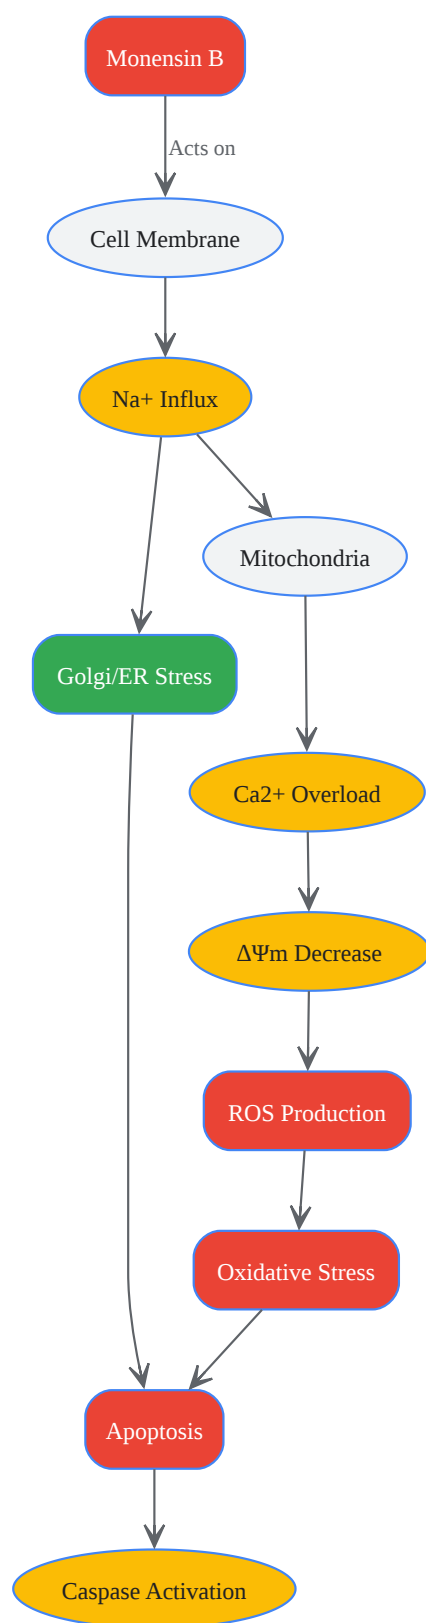 Monensin B
Acts on
Cell Membrane
Na+ Influx
Mitochondria
Golgi/ER Stress
Ca2+ Overload
ΔΨm Decrease
ROS Production
Oxidative Stress
Apoptosis
Caspase Activation